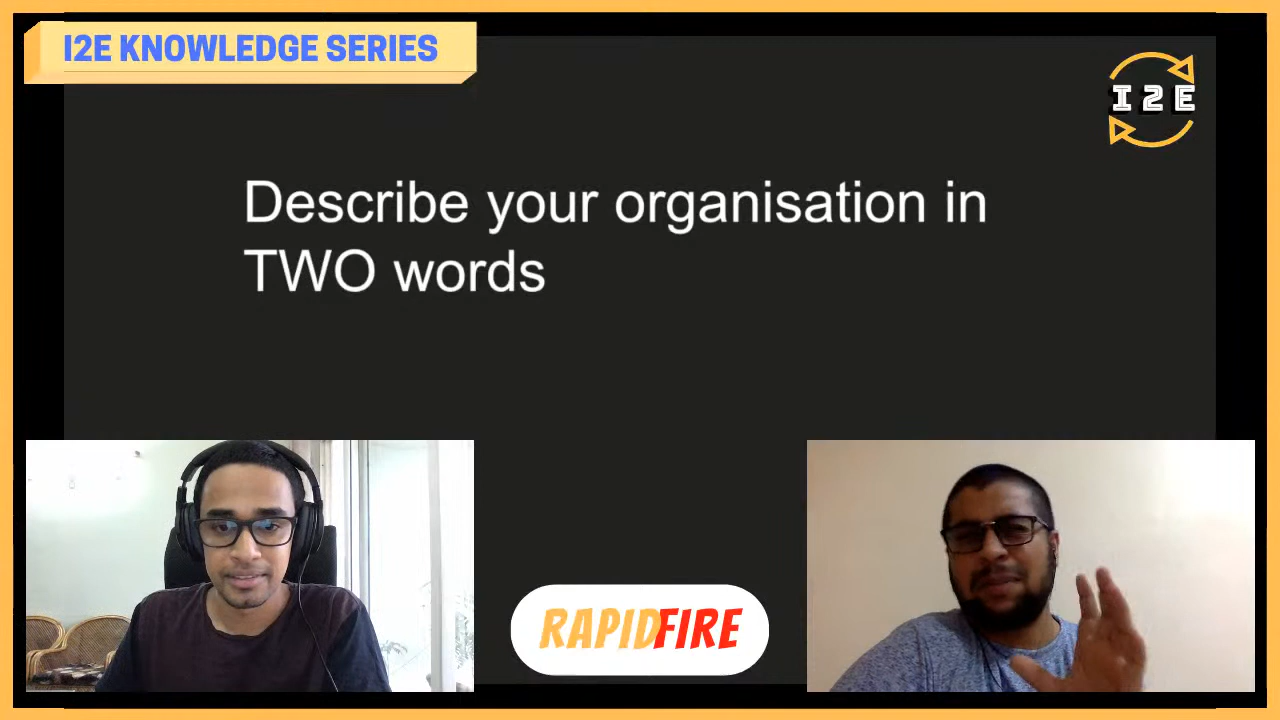 I2E KNOWLEDGE SERIES
I2E
Describe your organisation in
TWO words
RAPIDFIRE